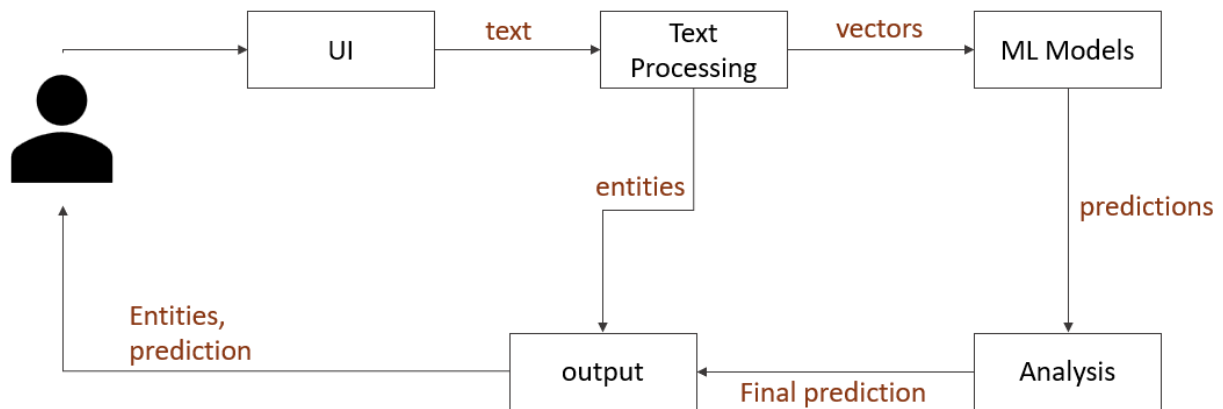 UI
text
Text
Processing
vectors
ML Models
entities
predictions
Entities,
prediction
output
Final prediction
Analysis